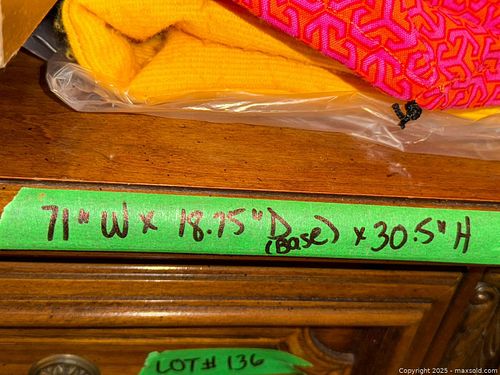 71" W x 18.75" D (Base) x 30.5" H
LOT# 136
Copyright 2025 - maxsold.com